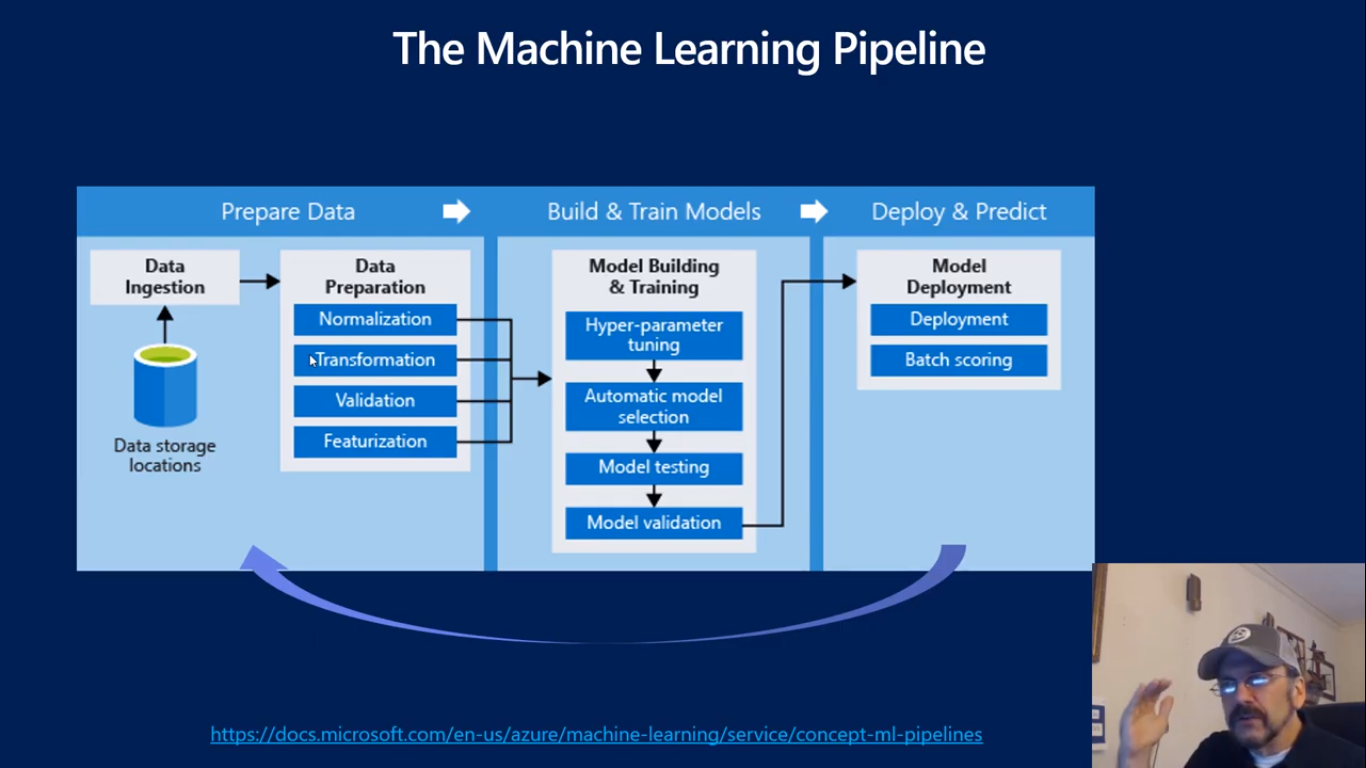 The Machine Learning Pipeline
Prepare Data
Build & Train Models
Deploy & Predict
Data
Ingestion
Data storage
locations
Data
Preparation
Normalization
Transformation
Validation
Featurization
Model Building
& Training
Hyper-parameter
tuning
Automatic model
selection
Model testing
Model validation
Model
Deployment
Deployment
Batch scoring
https://docs.microsoft.com/en-us/azure/machine-learning/service/concept-ml-pipelines